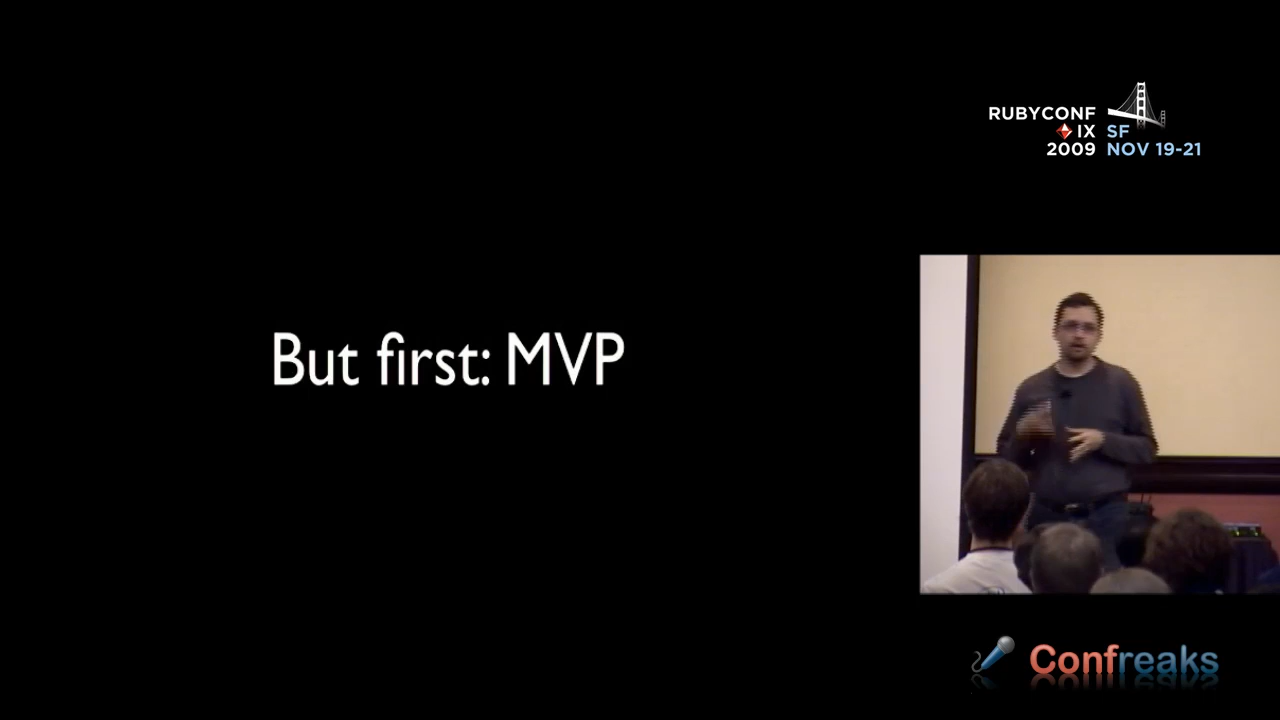 But first: MVP
RUBYCONF
IX SF
2009 NOV 19-21
Confreaks